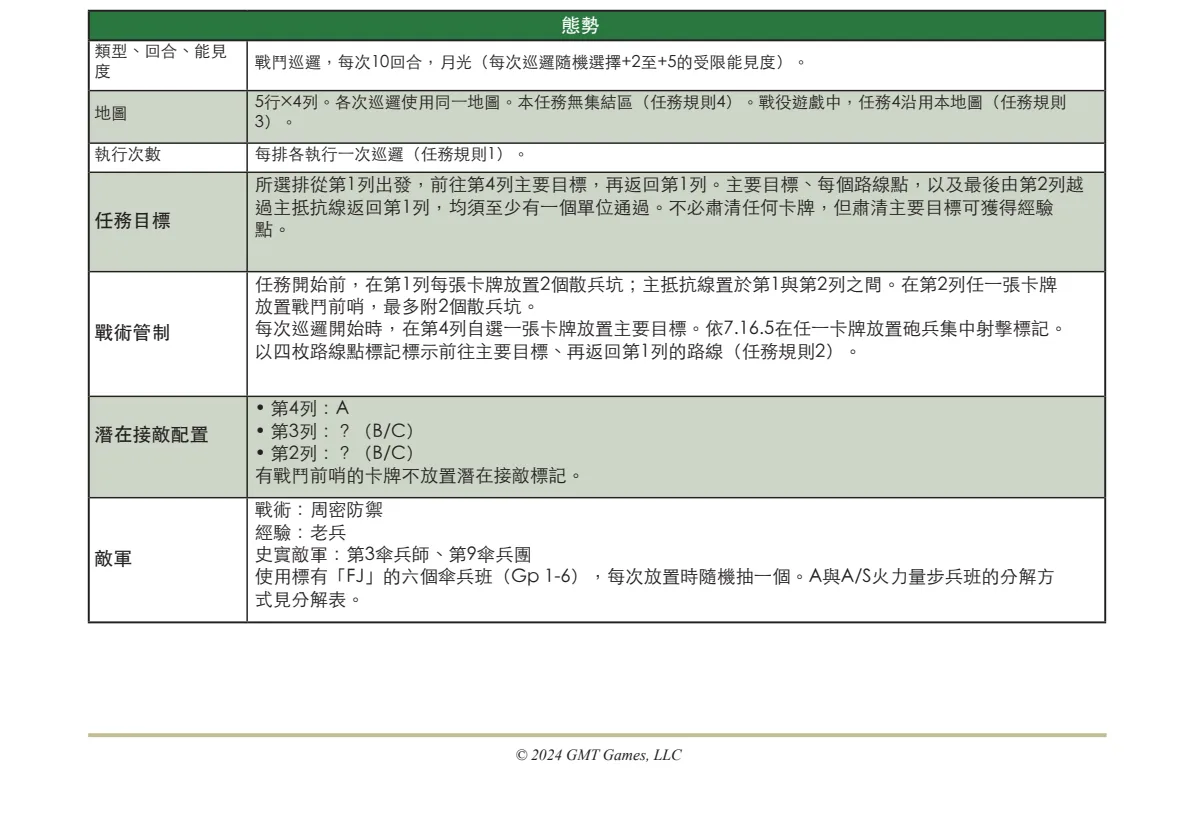 態勢
類型、回合、能見
度
戰鬥巡邏，每次10回合，月光（每次巡邏隨機選擇+2至+5的受限能見度）。
地圖
5行×4列。各次巡邏使用同一地圖。本任務無集結區（任務規則4）。戰役遊戲中，任務4沿用本地圖（任務規則
3）。
執行次數
每排各執行一次巡邏（任務規則1）。
任務目標
所選排從第1列出發，前往第4列主要目標，再返回第1列。主要目標、每個路線點，以及最後由第2列越
過主抵抗線返回第1列，均須至少有一個單位通過。不必肅清任何卡牌，但肅清主要目標可獲得經驗
點。
戰術管制
任務開始前，在第1列每張卡牌放置2個散兵坑；主抵抗線置於第1與第2列之間。在第2列任一張卡牌
放置戰鬥前哨，最多附2個散兵坑。
每次巡邏開始時，在第4列自選一張卡牌放置主要目標。依7.16.5在任一卡牌放置砲兵集中射擊標記。
以四枚路線點標記標示前往主要目標、再返回第1列的路線（任務規則2）。
潛在接敵配置
• 第4列：A
• 第3列：？（B/C）
• 第2列：？（B/C）
有戰鬥前哨的卡牌不放置潛在接敵標記。
敵軍
戰術：周密防禦
經驗：老兵
史實敵軍：第3傘兵師、第9傘兵團
使用標有「FJ」的六個傘兵班（Gp 1-6），每次放置時隨機抽一個。A與A/S火力量步兵班的分解方
式見分解表。
© 2024 GMT Games, LLC